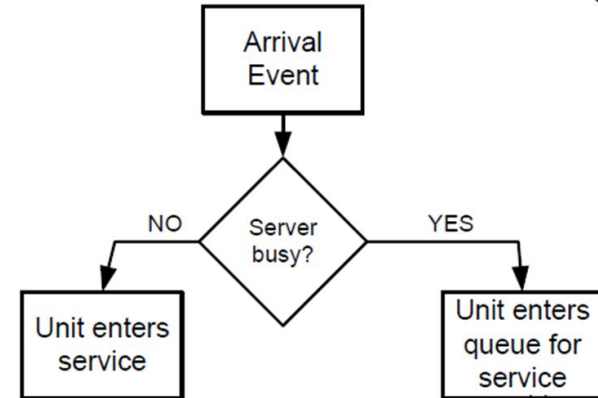 Arrival
Event
Server
busy?
NO
YES
Unit enters
service
Unit enters
queue for
service